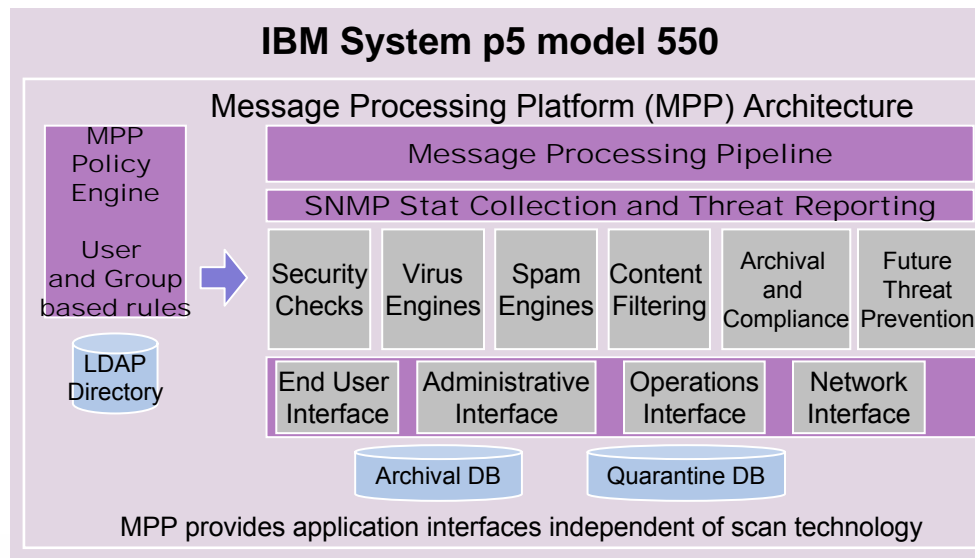 IBM System p5 model 550
Message Processing Platform (MPP) Architecture
MPP
Policy
Engine
User
and Group
based rules
LDAP
Directory
Message Processing Pipeline
SNMP Stat Collection and Threat Reporting
Security
Checks
Virus
Engines
Spam
Engines
Content
Filtering
Archival
and
Compliance
Future
Threat
Prevention
End User
Interface
Administrative
Interface
Operations
Interface
Network
Interface
Archival DB
Quarantine DB
MPP provides application interfaces independent of scan technology